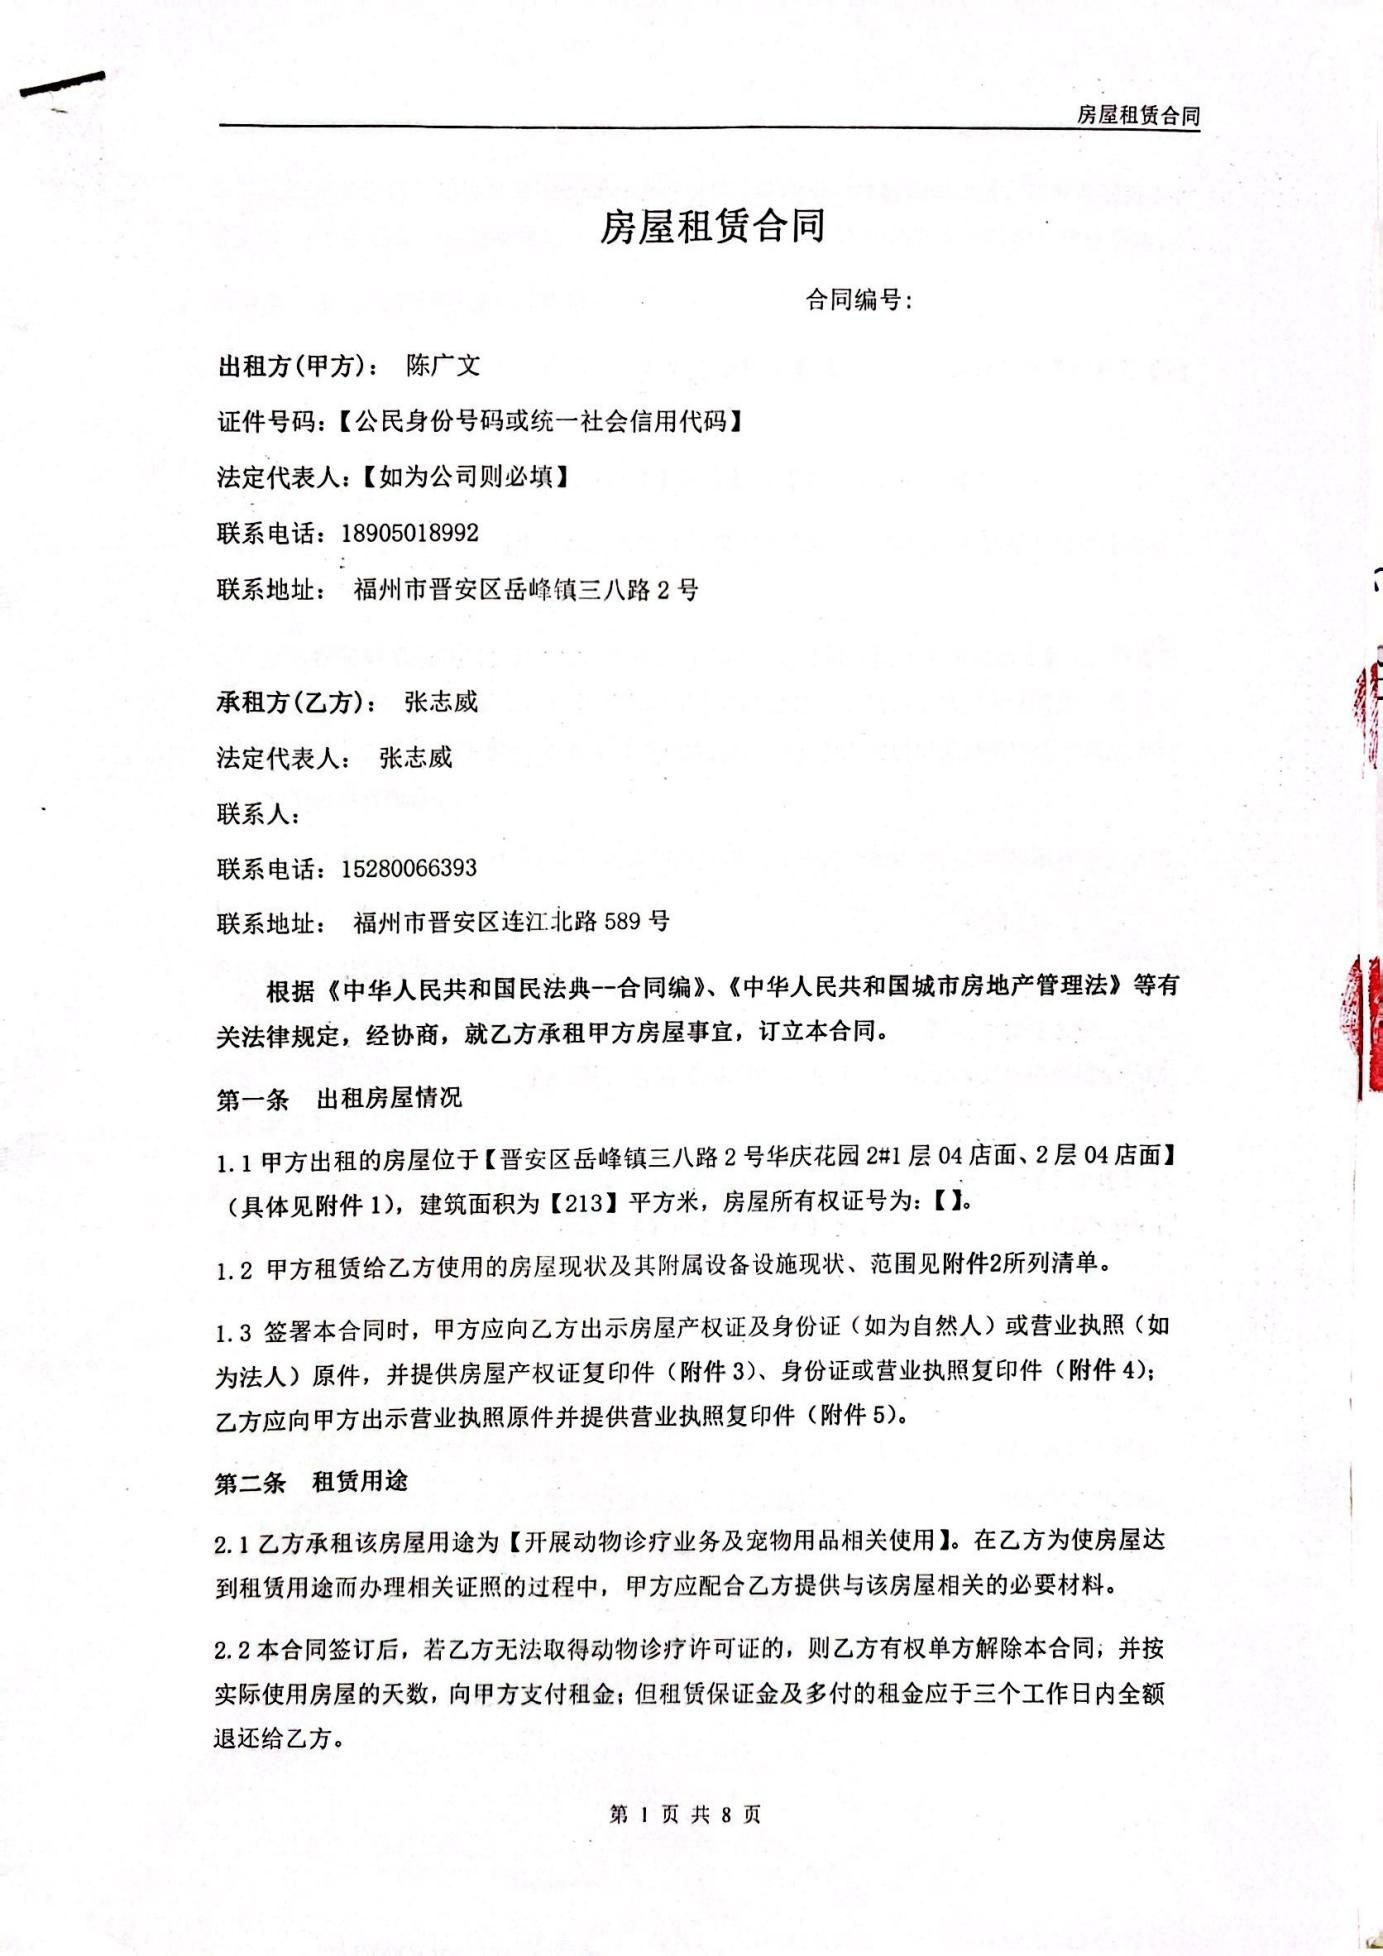 房屋租赁合同
房屋租赁合同
合同编号:
出租方(甲方): 陈广文
证件号码:【公民身份号码或统一社会信用代码】
法定代表人:【如为公司则必填】
联系电话: 18905018992
联系地址: 福州市晋安区岳峰镇三八路 2 号
承租方(乙方): 张志威
法定代表人: 张志威
联系人:
联系电话: 15280066393
联系地址: 福州市晋安区连江北路 589 号
根据《中华人民共和国民法典--合同编》、《中华人民共和国城市房地产管理法》等有
关法律规定，经协商，就乙方承租甲方房屋事宜，订立本合同。
第一条 出租房屋情况
1.1 甲方出租的房屋位于【晋安区岳峰镇三八路 2 号华庆花园 2#1 层 04 店面、2 层 04 店面】
（具体见附件 1），建筑面积为【213】平方米，房屋所有权证号为:【】。
1.2 甲方租赁给乙方使用的房屋现状及其附属设备设施现状、范围见附件2所列清单。
1.3 签署本合同时，甲方应向乙方出示房屋产权证及身份证（如为自然人）或营业执照（如
为法人）原件，并提供房屋产权证复印件（附件 3）、身份证或营业执照复印件（附件 4）；
乙方应向甲方出示营业执照原件并提供营业执照复印件（附件 5）。
第二条 租赁用途
2.1 乙方承租该房屋用途为【开展动物诊疗业务及宠物用品相关使用】。在乙方为使房屋达
到租赁用途而办理相关证照的过程中，甲方应配合乙方提供与该房屋相关的必要材料。
2.2 本合同签订后，若乙方无法取得动物诊疗许可证的，则乙方有权单方解除本合同，并按
实际使用房屋的天数，向甲方支付租金；但租赁保证金及多付的租金应于三个工作日内全额
退还给乙方。
第 1 页 共 8 页